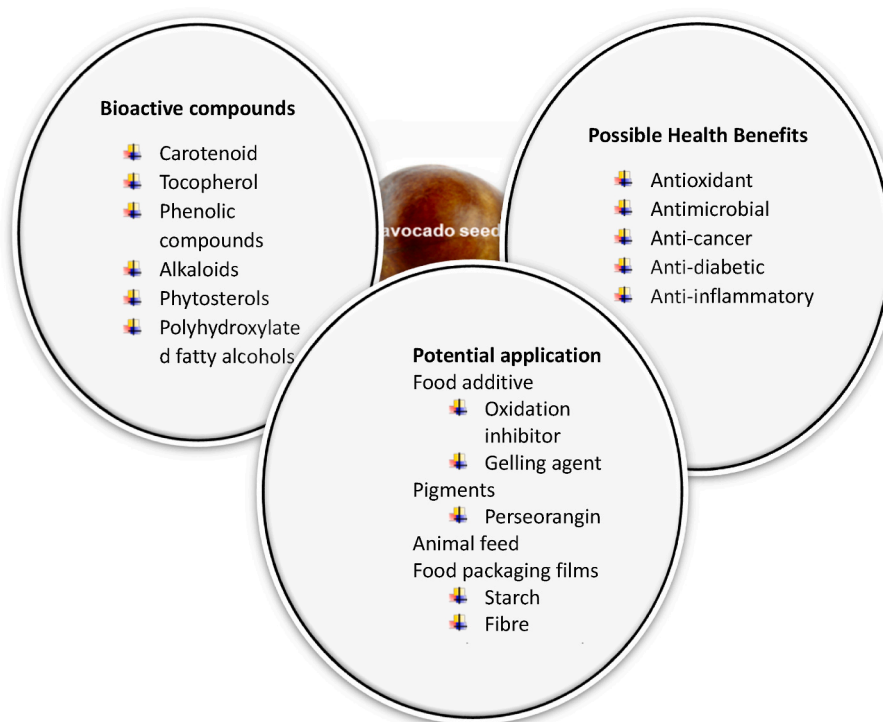 Bioactive compounds
Carotenoid
Tocopherol
Phenolic
compounds
Alkaloids
Phytosterols
Polyhydroxylate
d fatty alcohols
avocado seed
Possible Health Benefits
Antioxidant
Antimicrobial
Anti-cancer
Anti-diabetic
Anti-inflammatory
Potential application
Food additive
Oxidation
inhibitor
Gelling agent
Pigments
Perseorangin
Animal feed
Food packaging films
Starch
Fibre